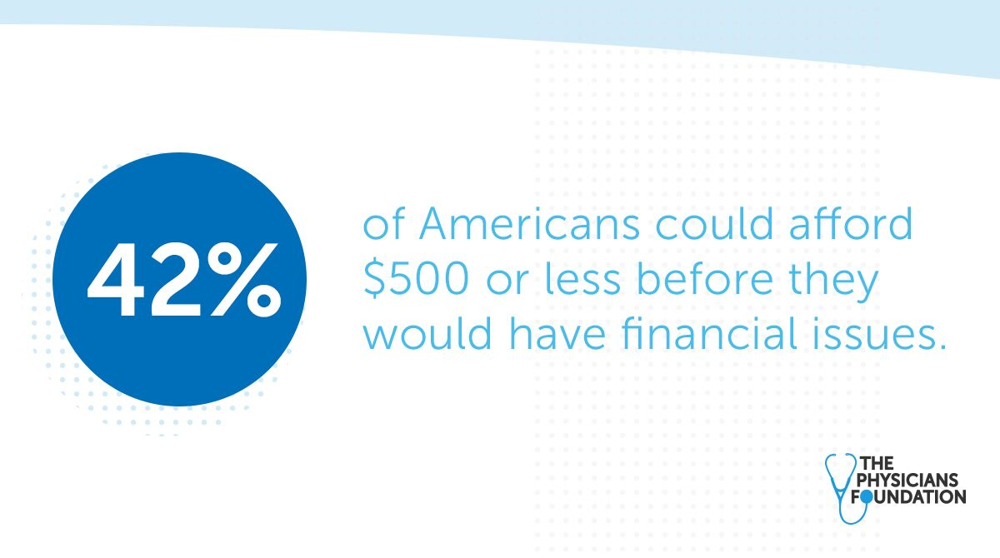 42%
of Americans could afford
$500 or less before they
would have financial issues.
THE
PHYSICIANS
FOUNDATION